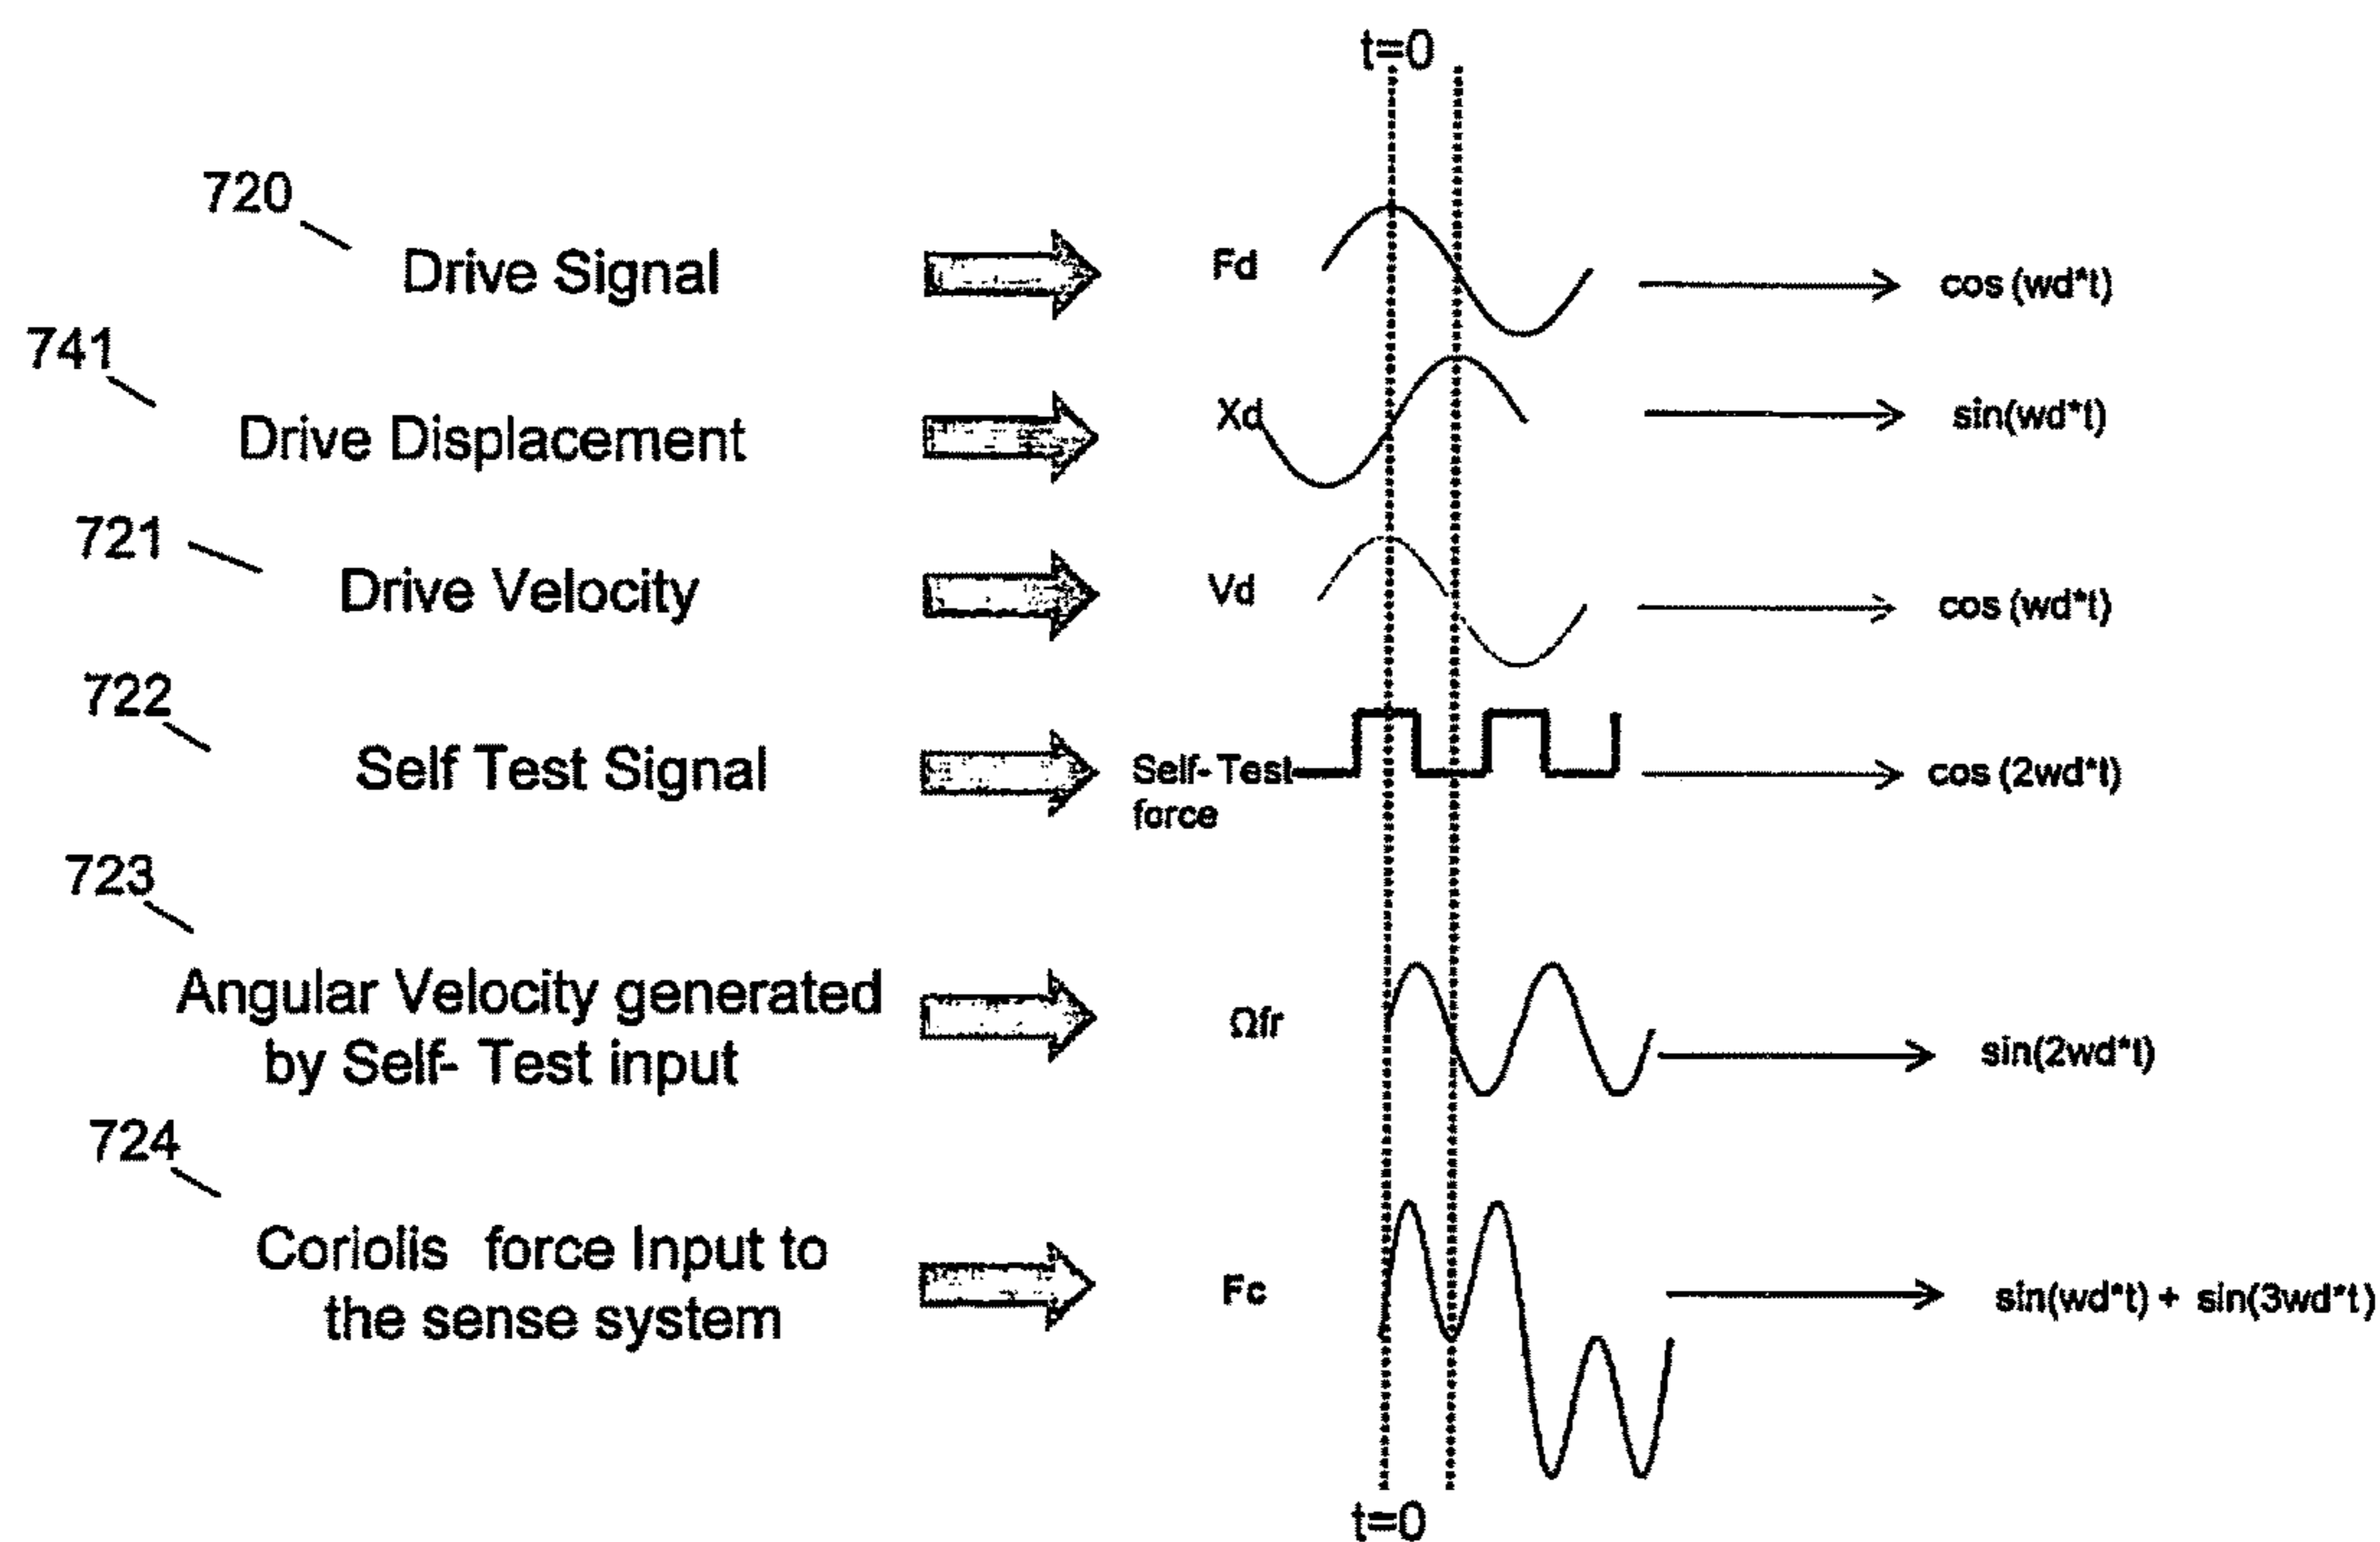 t=0
720
Drive Signal
Fd
cos (wd*t)
741
Drive Displacement
Xd
sin(wd*t)
721
Drive Velocity
Vd
cos (wd*t)
722
Self Test Signal
Self- Test
force
cos (2wd*t)
723
Angular Velocity generated
by Self- Test input
Ωfr
sin(2wd*t)
724
Coriolis force Input to
the sense system
Fc
sin(wd*t) + sin(3wd*t)
t=0